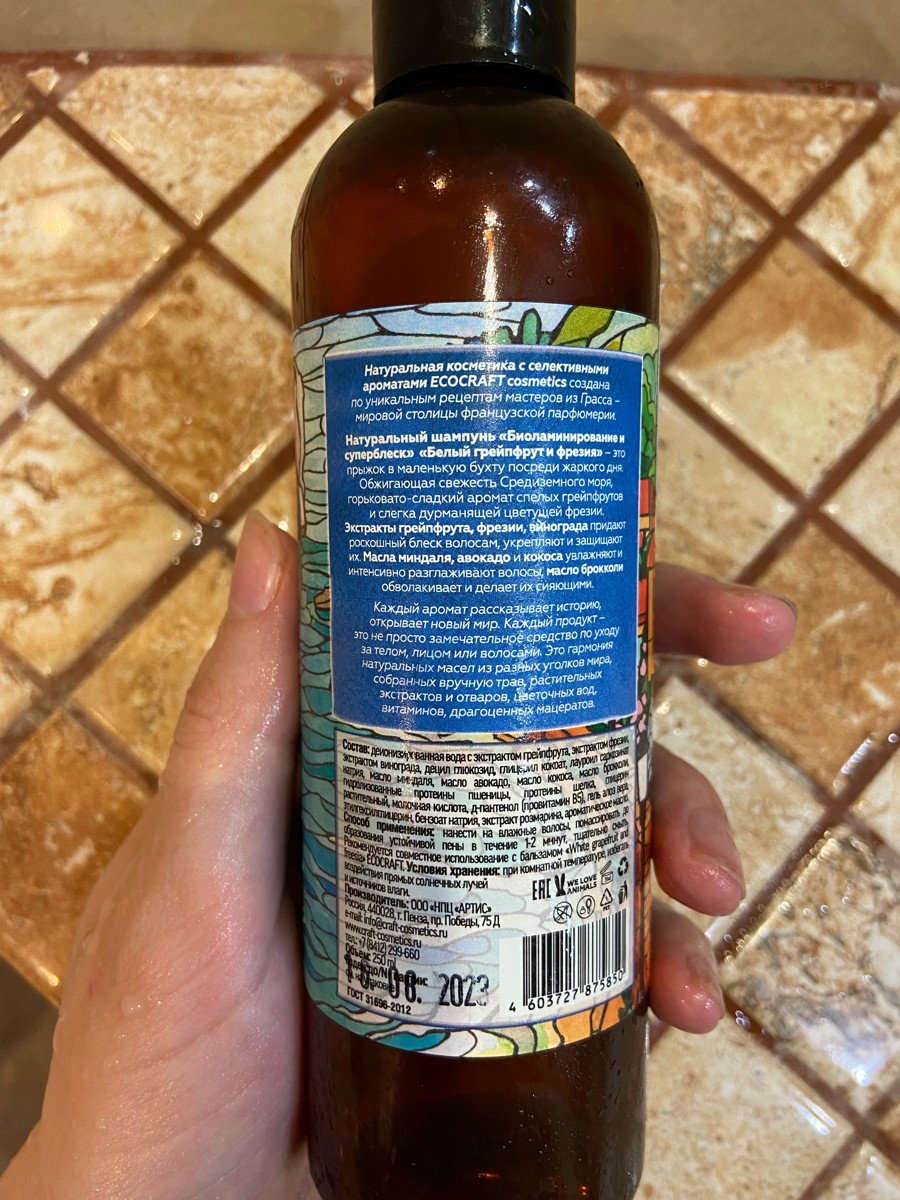 Натуральная косметика с селективными
ароматами ECOCRAFT cosmetics создана
по уникальным рецептам мастеров из Грасса –
мировой столицы французской парфюмерии.
Натуральный шампунь «Биоламинирование и
суперблеск» «Белый грейпфрут и фрезия» – это
прыжок в маленькую бухту посреди жаркого дня.
Обжигающая свежесть Средиземного моря,
горьковато-сладкий аромат спелых грейпфрутов
и слегка дурманящей цветущей фрезии.
Экстракты грейпфрута, фрезии, винограда придают
роскошный блеск волосам, укрепляют и защищают
их. Масла миндаля, авокадо и кокоса увлажняют и
интенсивно разглаживают волосы, масло брокколи
обволакивает и делает их сияющими.
Каждый аромат рассказывает историю,
открывает новый мир. Каждый продукт –
это не просто замечательное средство по уходу
за телом, лицом или волосами. Это гармония
натуральных масел из разных уголков мира,
собранных вручную трав, растительных
экстрактов и отваров, цветочных вод,
витаминов, драгоценных мацератов.
Состав: деионизированная вода с экстрактом грейпфрута, экстрактом фрезии,
экстрактом винограда, децил глюкозид, глицерил кокоат, лауроил саркозинат
натрия, масло миндаля, масло авокадо, масло кокоса, масло брокколи,
гидролизованные протеины пшеницы, протеины шелка, глицерин
растительный, молочная кислота, д-пантенол (провитамин В5), гель алоэ вера,
этилгексилглицерин, бензоат натрия, экстракт розмарина, ароматическое масло.
Способ применения: нанести на влажные волосы, помассировать до
образования устойчивой пены в течение 1-2 минут, тщательно смыть.
Рекомендуется совместное использование с бальзамом «White grapefruit and
freesia» ECOCRAFT. Условия хранения: при комнатной температуре, избегать
воздействия прямых солнечных лучей
и источников влаги.
Производитель: ООО «НПЦ «АРТИС»
Россия, 440028, г. Пенза, пр. Победы, 75 Д
e-mail: info@craft-cosmetics.ru
www.craft-cosmetics.ru
тел.: +7 (8412) 299-660
Объем: 250 ml
ГОСТ 31696-2012
2023
EAC WE LOVE ANIMALS
4 603727 875850